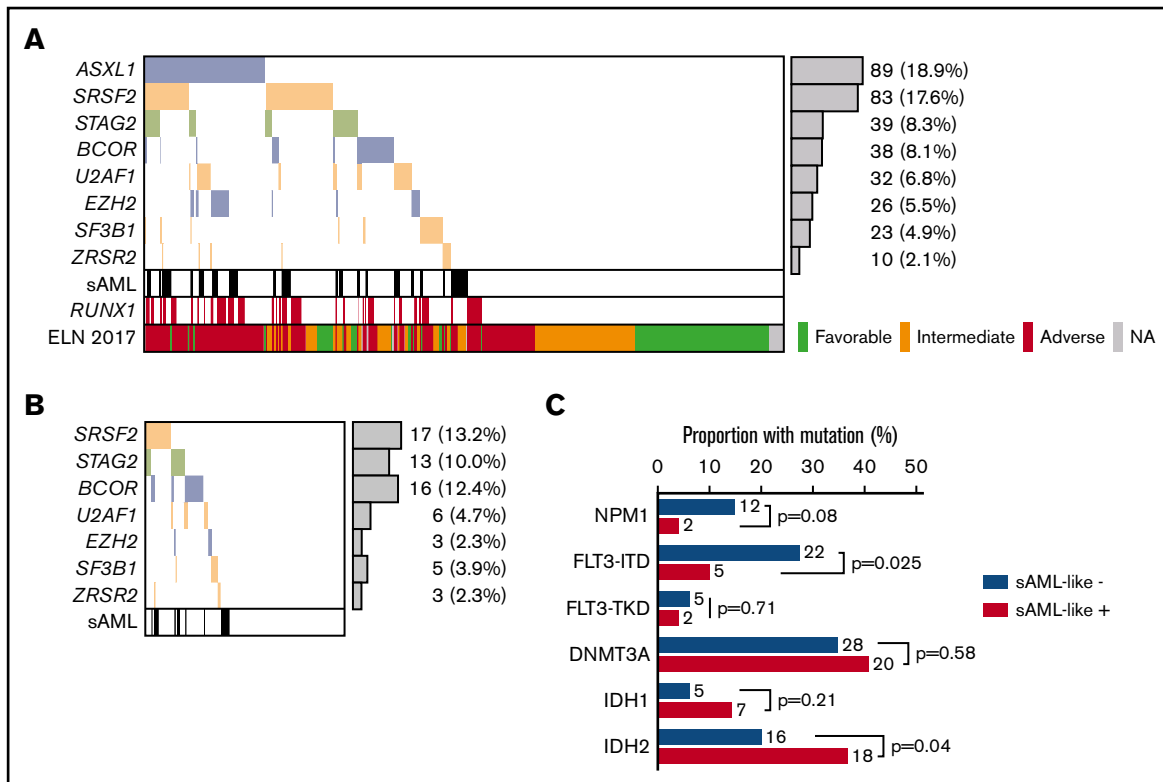 A
ASXL1 89 (18.9%)
SRSF2 83 (17.6%)
STAG2 39 (8.3%)
BCOR 38 (8.1%)
U2AF1 32 (6.8%)
EZH2 26 (5.5%)
SF3B1 23 (4.9%)
ZRSR2 10 (2.1%)
sAML
RUNX1
ELN 2017 Favorable Intermediate Adverse NA
B
SRSF2 17 (13.2%)
STAG2 13 (10.0%)
BCOR 16 (12.4%)
U2AF1 6 (4.7%)
EZH2 3 (2.3%)
SF3B1 5 (3.9%)
ZRSR2 3 (2.3%)
sAML
C
Proportion with mutation (%)
0 10 20 30 40 50
NPM1 12 2 p=0.08
FLT3-ITD 22 5 p=0.025
FLT3-TKD 5 2 p=0.71
DNMT3A 28 20 p=0.58
IDH1 5 7 p=0.21
IDH2 16 18 p=0.04
sAML-like -
sAML-like +